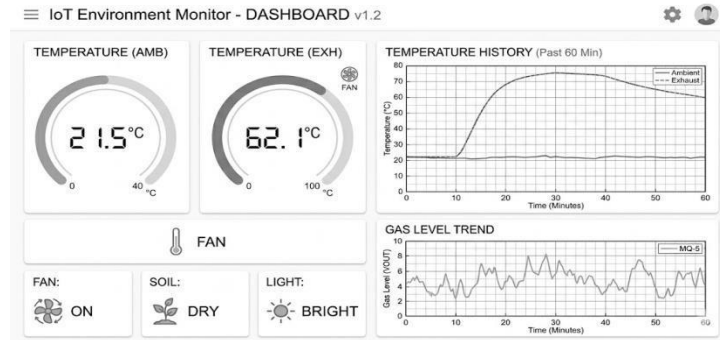 IoT Environment Monitor - DASHBOARD v1.2
TEMPERATURE (AMB)
21.5°C
0
40
°C
TEMPERATURE (EXH)
FAN
62.1°C
0
100
°C
FAN
FAN:
ON
SOIL:
DRY
LIGHT:
BRIGHT
TEMPERATURE HISTORY (Past 60 Min)
Temperature (°C)
80
70
60
50
40
30
20
10
0
Ambient
Exhaust
0 10 20 30 40 50 60
Time (Minutes)
GAS LEVEL TREND
Gas Level (VOUT)
10
8
6
4
2
0
MQ-5
0 10 20 30 40 50 60
Time (Minutes)